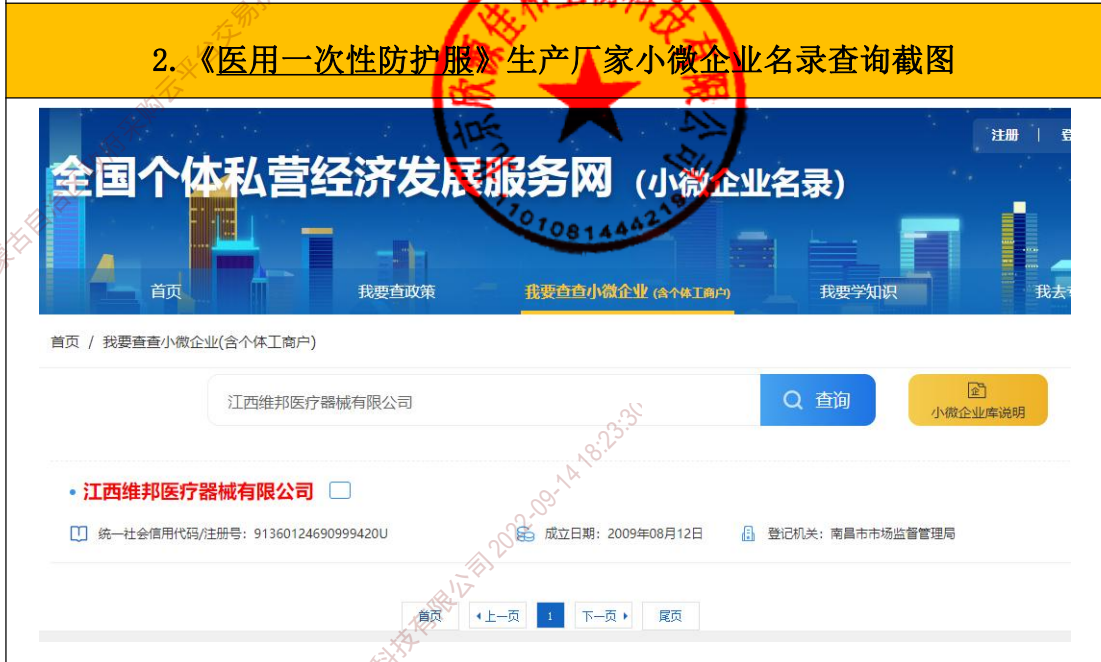 2.《医用一次性防护服》生产厂家小微企业名录查询截图
注册 | 登
全国个体私营经济发展服务网 (小微企业名录)
首页 我要查政策 我要查查小微企业 (含个体工商户) 我要学知识 我去
首页 / 我要查查小微企业(含个体工商户)
江西维邦医疗器械有限公司 查询
小微企业库说明
江西维邦医疗器械有限公司
统一社会信用代码/注册号: 91360124690999420U 成立日期: 2009年08月12日 登记机关: 南昌市市场监督管理局
首页 上一页 1 下一页 尾页
科技有限公司 2022-09-14 18:23:30